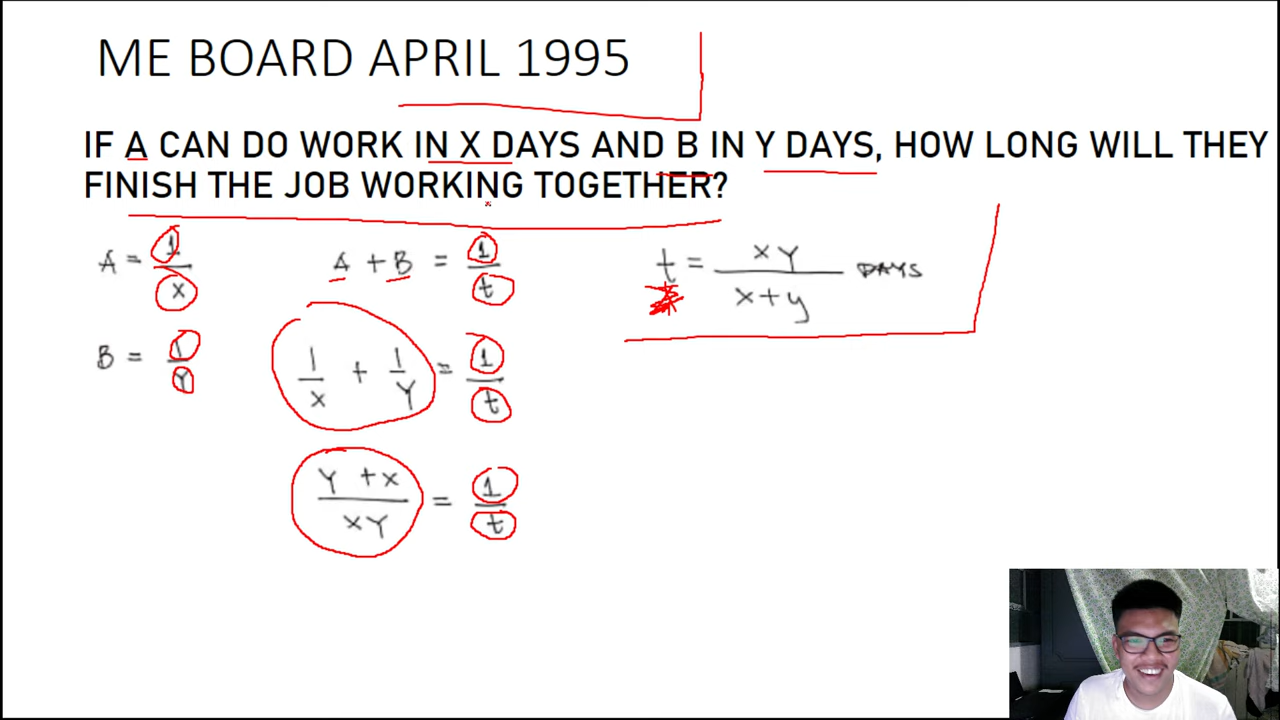 ME BOARD APRIL 1995
IF A CAN DO WORK IN X DAYS AND B IN Y DAYS, HOW LONG WILL THEY
FINISH THE JOB WORKING TOGETHER?
A = 1/x
B = 1/Y
A + B = 1/t
1/x + 1/Y = 1/t
Y + x / xY = 1/t
t = xY / x+y DAYS